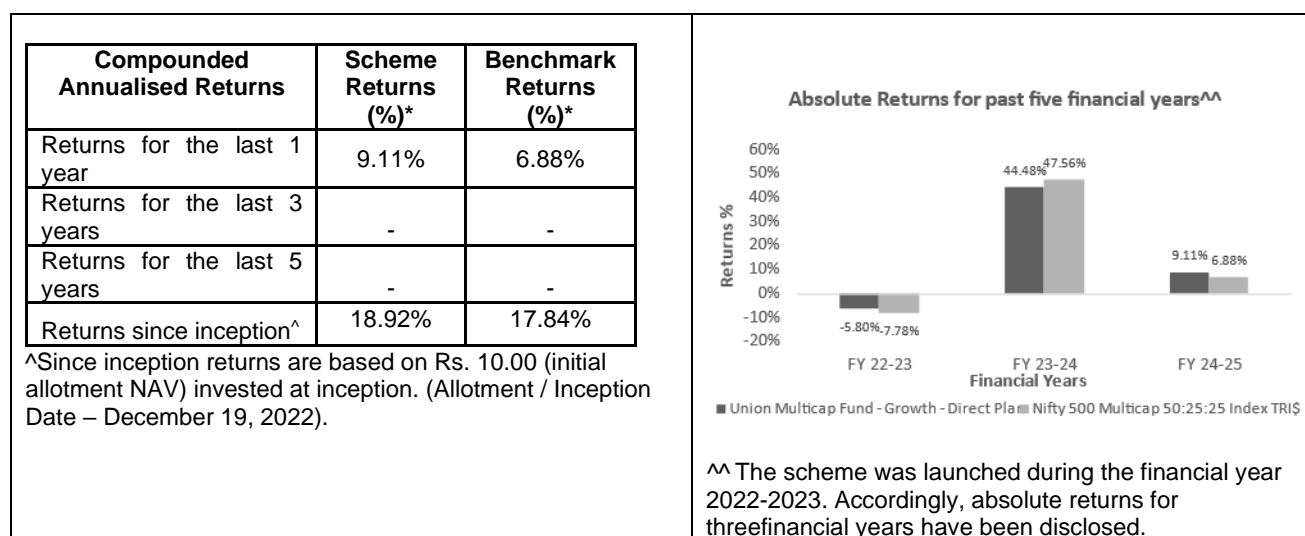 Compounded
Annualised Returns
Scheme
Returns
(%)*
Benchmark
Returns
(%)*
Returns for the last 1
year
9.11%
6.88%
Returns for the last 3
years
-
-
Returns for the last 5
years
-
-
Returns since inception^
18.92%
17.84%
^Since inception returns are based on Rs. 10.00 (initial
allotment NAV) invested at inception. (Allotment / Inception
Date – December 19, 2022).
Absolute Returns for past five financial years^^
Returns %
60%
50%
40%
30%
20%
10%
0%
-10%
-20%
-5.80%
-7.78%
44.48%
47.56%
9.11%
6.88%
FY 22-23
FY 23-24
FY 24-25
Financial Years
Union Multicap Fund - Growth - Direct Plan
Nifty 500 Multicap 50:25:25 Index TRI$
^^ The scheme was launched during the financial year
2022-2023. Accordingly, absolute returns for
threefinancial years have been disclosed.